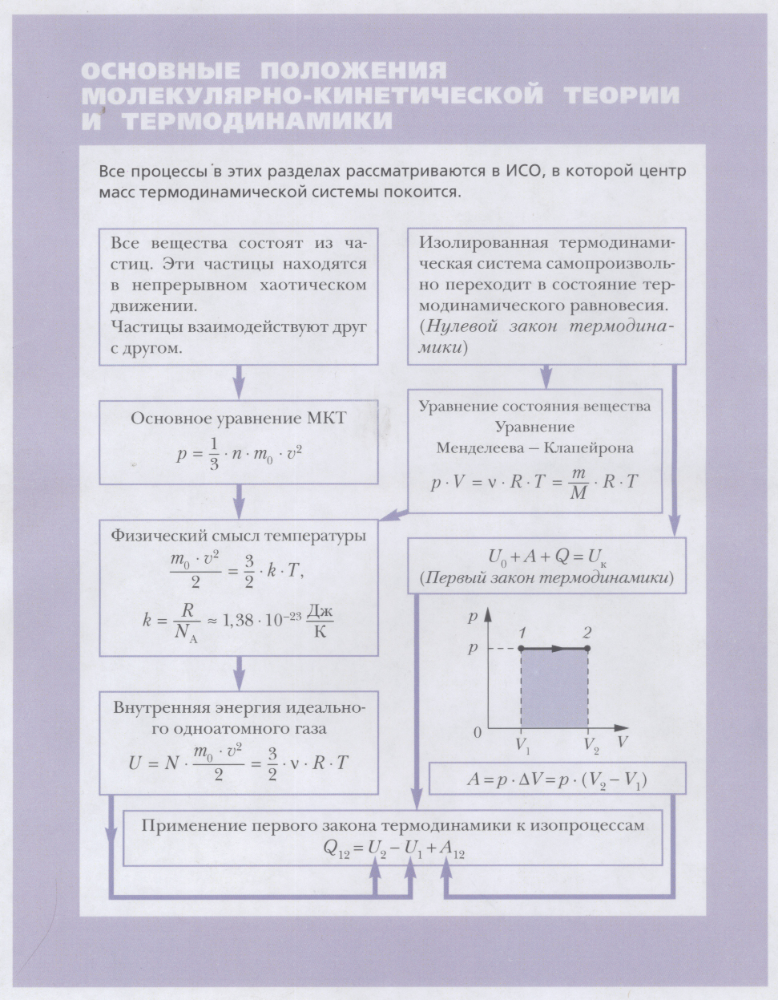 ОСНОВНЫЕ ПОЛОЖЕНИЯ
МОЛЕКУЛЯРНО-КИНЕТИЧЕСКОЙ ТЕОРИИ
И ТЕРМОДИНАМИКИ
Все процессы в этих разделах рассматриваются в ИСО, в которой центр
масс термодинамической системы покоится.
Все вещества состоят из ча-
стиц. Эти частицы находятся
в непрерывном хаотическом
движении.
Частицы взаимодействуют друг
с другом.
Изолированная термодинами-
ческая система самопроизволь-
но переходит в состояние тер-
модинамического равновесия.
(Нулевой закон термодина-
мики)
Основное уравнение МКТ
p = 1/3 · n · m₀ · v²
Уравнение состояния вещества
Уравнение
Менделеева — Клапейрона
p · V = ν · R · T = m/M · R · T
Физический смысл температуры
m₀ · v²/2 = 3/2 · k · T,
k = R/N_А ≈ 1,38 · 10⁻²³ Дж/К
U₀ + A + Q = Uк
(Первый закон термодинамики)
p
1 2
p
0
V₁ V₂ V
Внутренняя энергия идеально-
го одноатомного газа
U = N · m₀ · v²/2 = 3/2 · ν · R · T
A = p · ΔV = p · (V₂ – V₁)
Применение первого закона термодинамики к изопроцессам
Q₁₂ = U₂ – U₁ + A₁₂